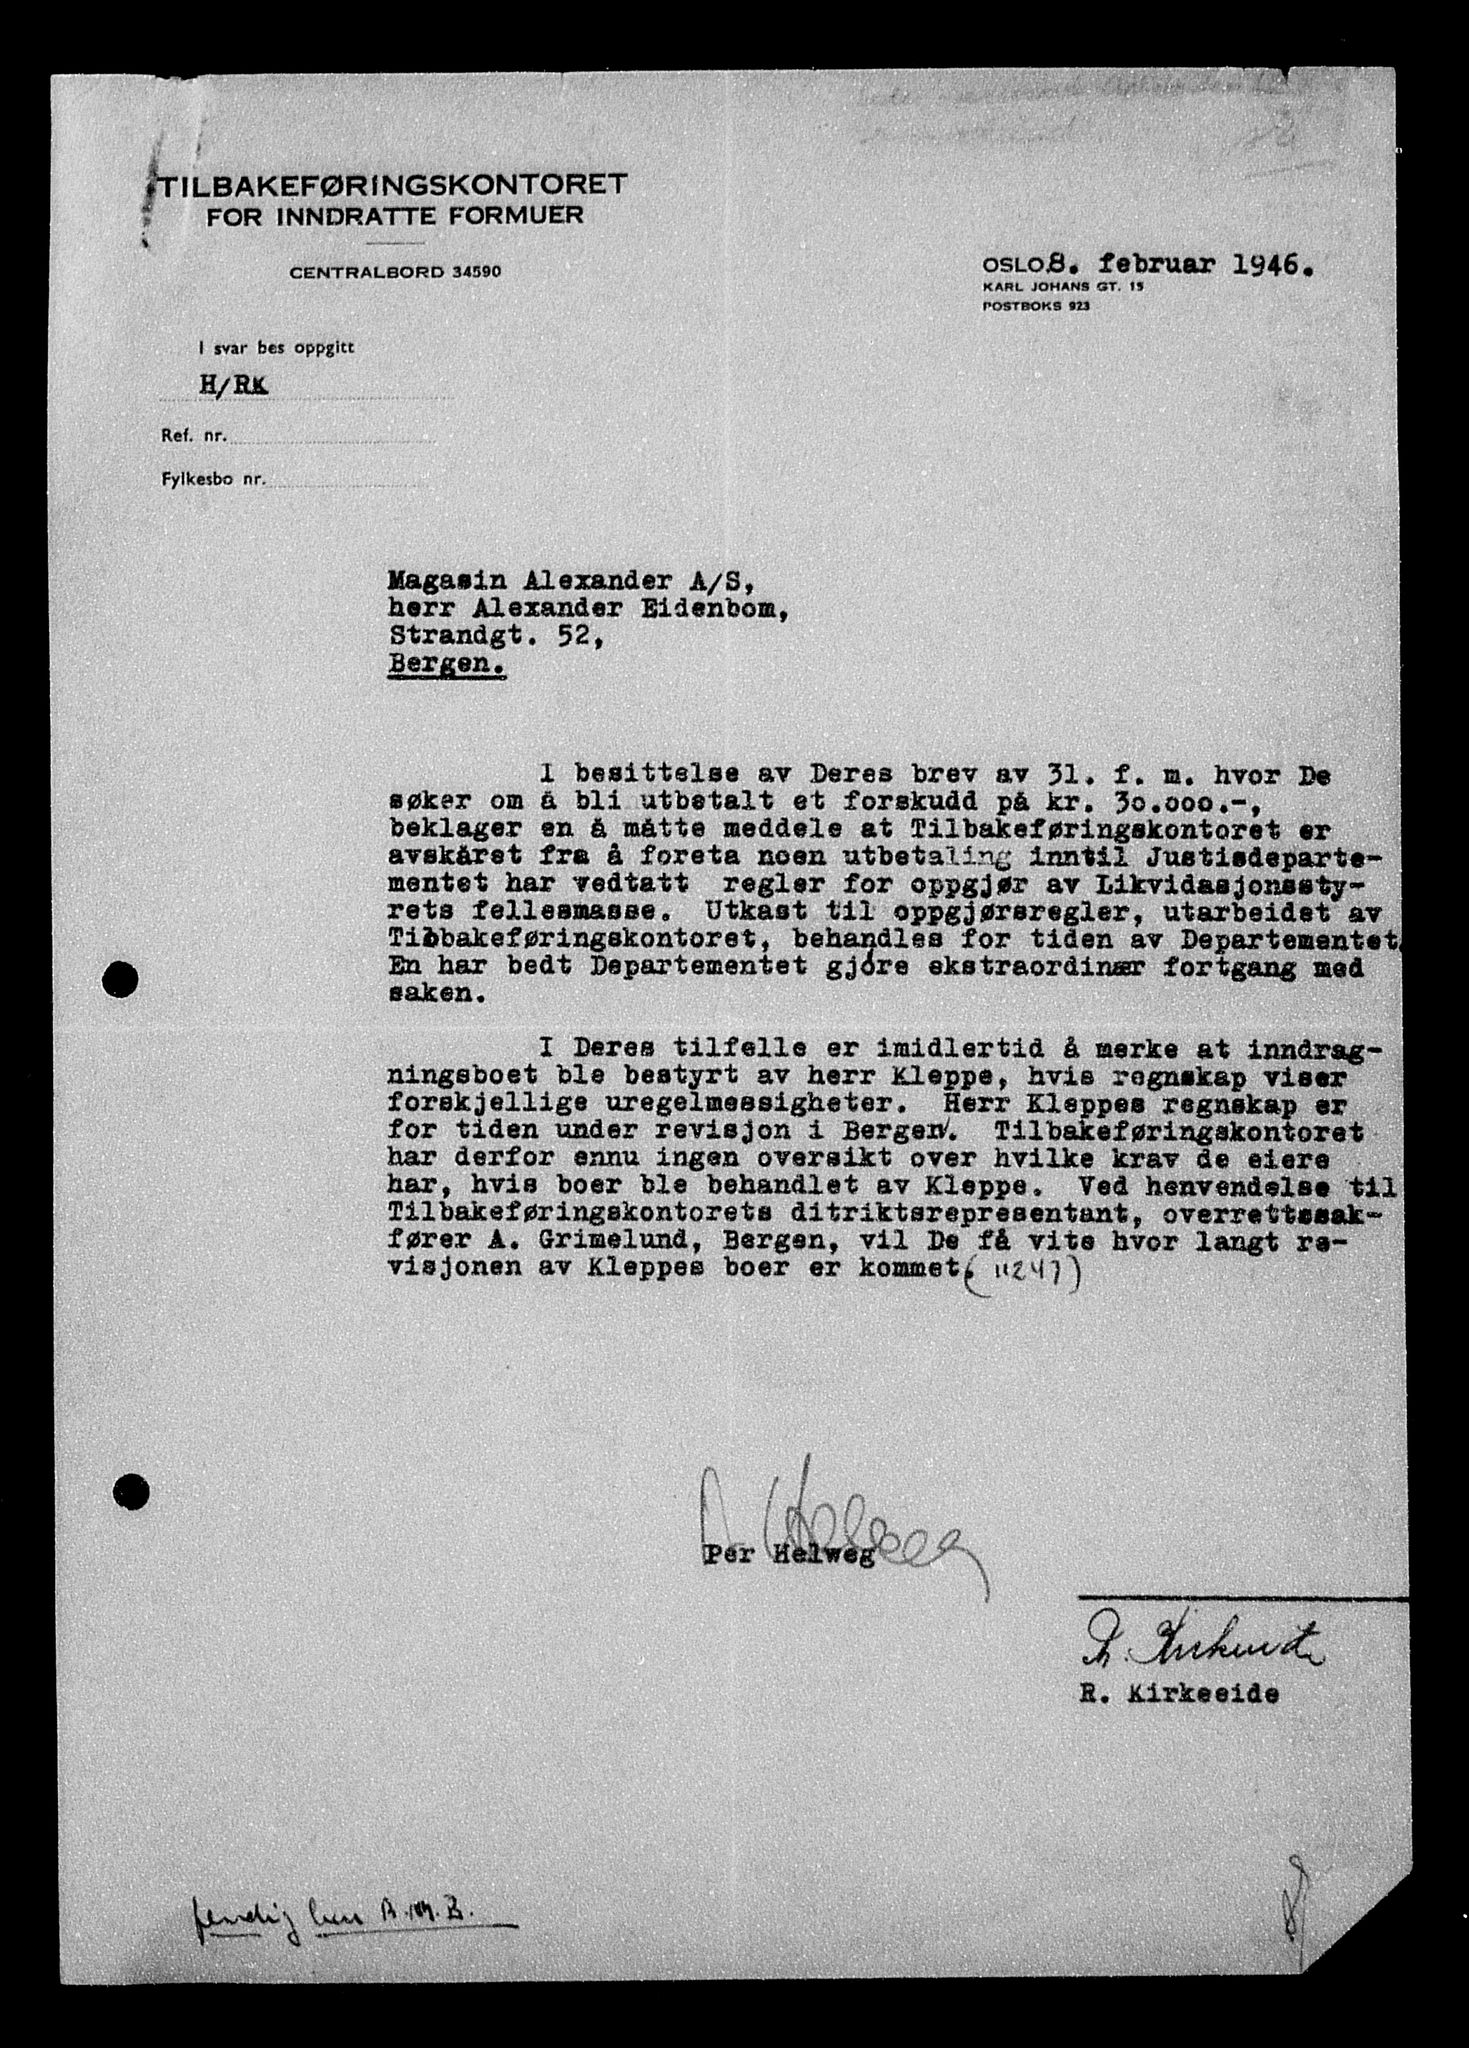 TILBAKEFØRINGSKONTORET
FOR INNDRATTE FORMUER
CENTRALBORD 34590
OSLO 8. februar 1946.
KARL JOHANS GT. 15
POSTBOKS 923
I svar bes oppgitt
H/RK
Ref. nr.
Fylkesbo nr.
Magasin Alexander A/S,
herr Alexander Eidenbom,
Strandgt. 52,
Bergen.
I besittelse av Deres brev av 31. f. m. hvor De
søker om å bli utbetalt et forskudd på kr. 30.000.-,
beklager en å måtte meddele at Tilbakeføringskontoret er
avskåret fra å foreta noen utbetaling inntil Justisdeparte-
mentet har vedtatt regler for oppgjør av Likvidasjonssty-
rets fellesmasse. Utkast til oppgjørsregler, utarbeidet av
Tilbakeføringskontoret, behandles for tiden av Departementet.
En har bedt Departementet gjøre ekstraordinær fortgang med
saken.
I Deres tilfelle er imidlertid å merke at inndrag-
ningsboet ble bestyrt av herr Kleppe, hvis regnskap viser
forskjellige uregelmessigheter. Herr Kleppes regnskap er
for tiden under revisjon i Bergen. Tilbakeføringskontoret
har derfor ennu ingen oversikt over hvilke krav de eiere
har, hvis boer ble behandlet av Kleppe. Ved henvendelse til
Tilbakeføringskontorets ditriktsrepresentant, overrettssak-
fører A. Grimelund, Bergen, vil De få vite hvor langt re-
visjonen av Kleppes boer er kommet. (11247)
Per Helweg
R. Kirkeeide
R. Kirkeeide
A.M.B.